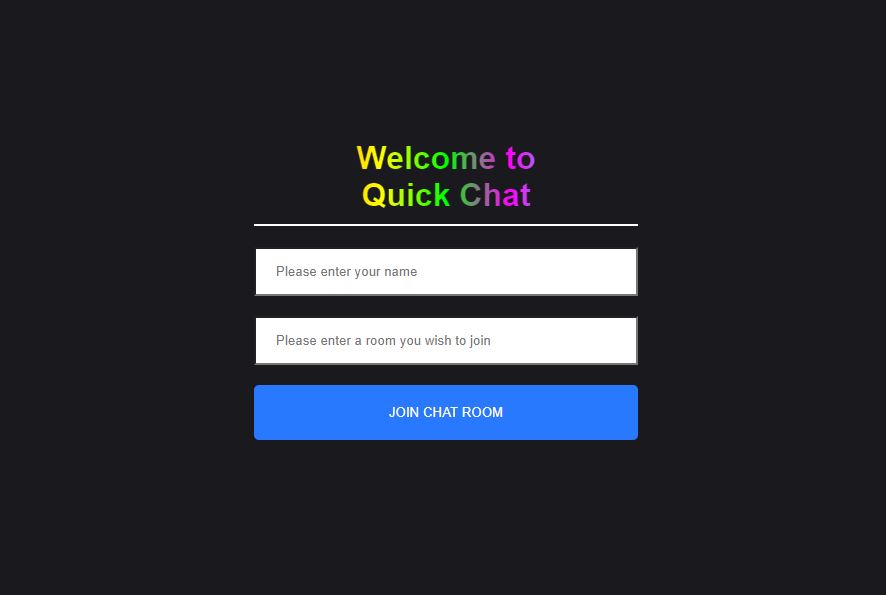 Welcome to
Quick Chat
Please enter your name
Please enter a room you wish to join
JOIN CHAT ROOM